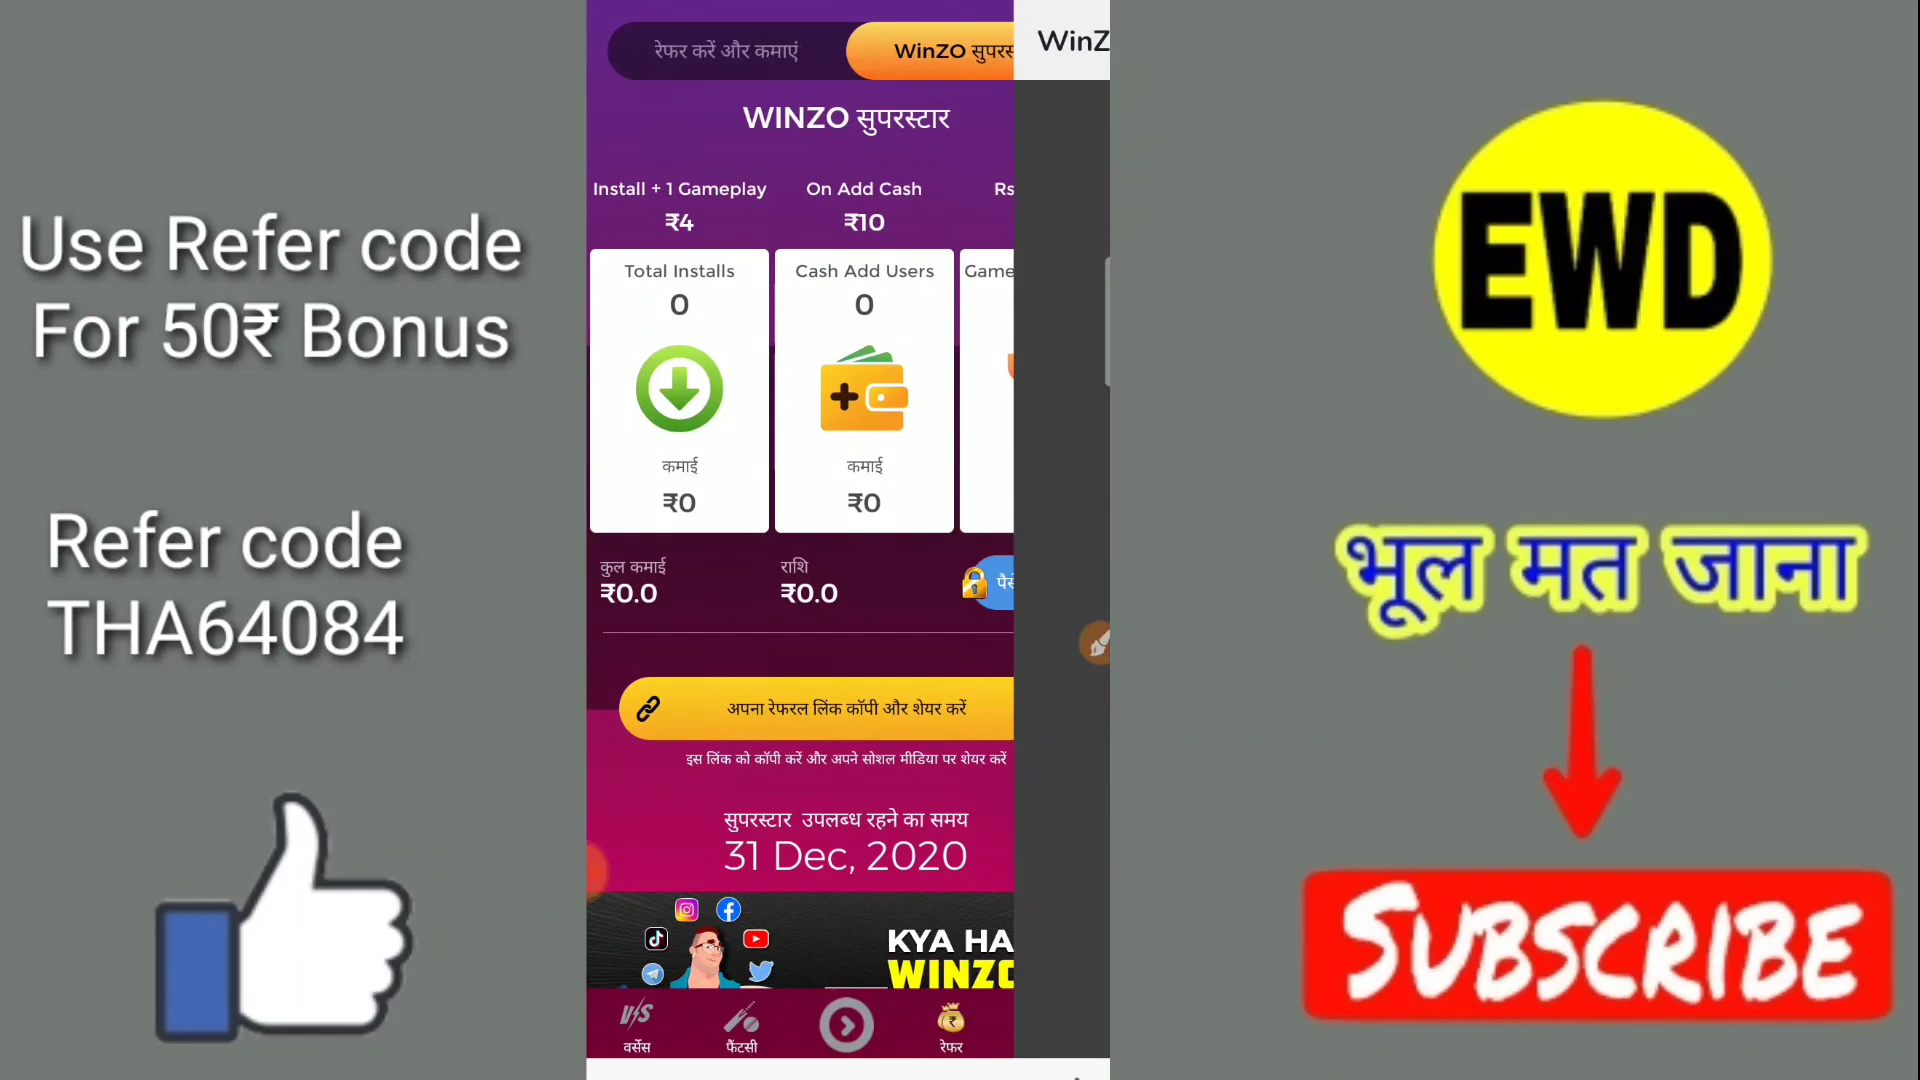 Use Refer code
For 50₹ Bonus
Refer code
THA64084
रेफर करें और कमाएं
WinZO
WinZ
WINZO सुपरस्टार
Install + 1 Gameplay
₹4
On Add Cash
₹10
Rs
Total Installs
0
कमाई
₹0
Cash Add Users
0
कमाई
₹0
Game
कुल कमाई
₹0.0
राशि
₹0.0
अपना रेफरल लिंक कॉपी और शेयर करें
इस लिंक को कॉपी करें और अपने सोशल मीडिया पर शेयर करें
सुपरस्टार उपलब्ध रहने का समय
31 Dec, 2020
KYA HA
WINZO
V/S
वर्सेस
फैंटसी
रेफर
EWD
भूल मत जाना
SUBSCRIBE